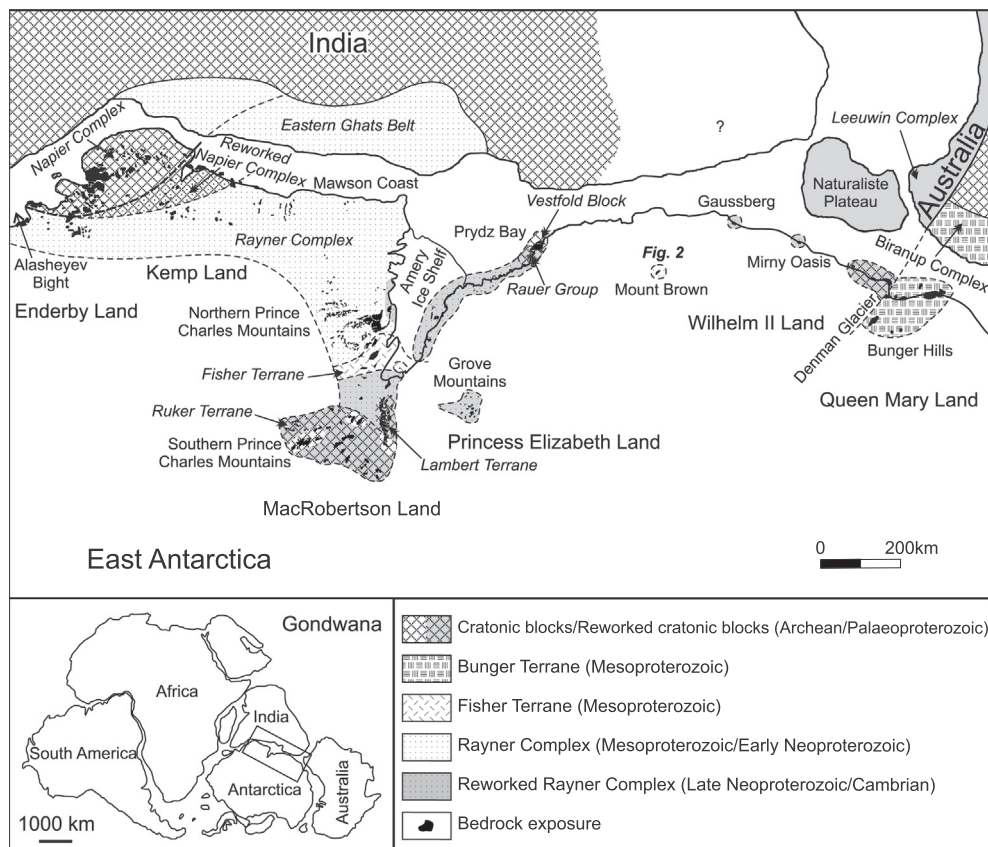 India
Eastern Ghats Belt
Napier Complex
Reworked
Napier Complex
Mawson Coast
Rayner Complex
Alasheyev
Bight
Kemp Land
Enderby Land
Northern Prince
Charles Mountains
Fisher Terrane
Ruker Terrane
Southern Prince
Charles Mountains
MacRobertson Land
Lambert Terrane
Amery
Ice Shelf
Prydz Bay
Vestfold Block
Rauer Group
Grove
Mountains
Princess Elizabeth Land
Fig. 2
Mount Brown
Gaussberg
?
Leeuwin Complex
Naturaliste
Plateau
Australia
Biranup Complex
Mirny Oasis
Wilhelm II Land
Denman Glacier
Bunger Hills
Queen Mary Land
East Antarctica
0 200km
Gondwana
Africa
India
South America
Antarctica
Australia
1000 km
Cratonic blocks/Reworked cratonic blocks (Archean/Palaeoproterozoic)
Bunger Terrane (Mesoproterozoic)
Fisher Terrane (Mesoproterozoic)
Rayner Complex (Mesoproterozoic/Early Neoproterozoic)
Reworked Rayner Complex (Late Neoproterozoic/Cambrian)
Bedrock exposure